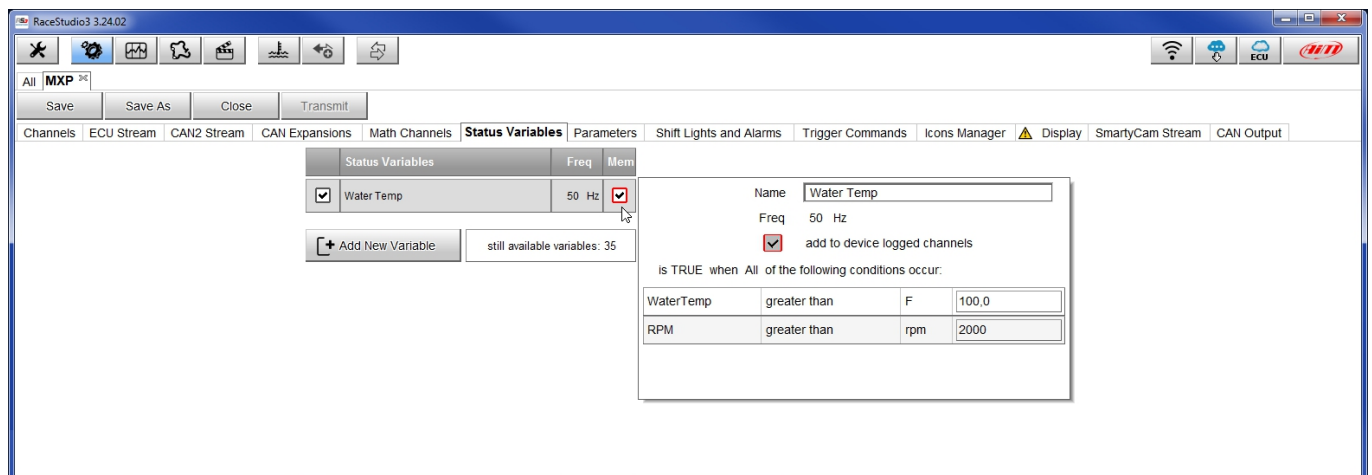 RaceStudio3 3.24.02
ECU
AiM
All MXP
Save Save As Close Transmit
Channels ECU Stream CAN2 Stream CAN Expansions Math Channels Status Variables Parameters Shift Lights and Alarms Trigger Commands Icons Manager Display SmartyCam Stream CAN Output
Status Variables Freq Mem
Water Temp 50 Hz
Add New Variable still available variables: 35
Name Water Temp
Freq 50 Hz
add to device logged channels
is TRUE when All of the following conditions occur:
WaterTemp greater than F 100,0
RPM greater than rpm 2000